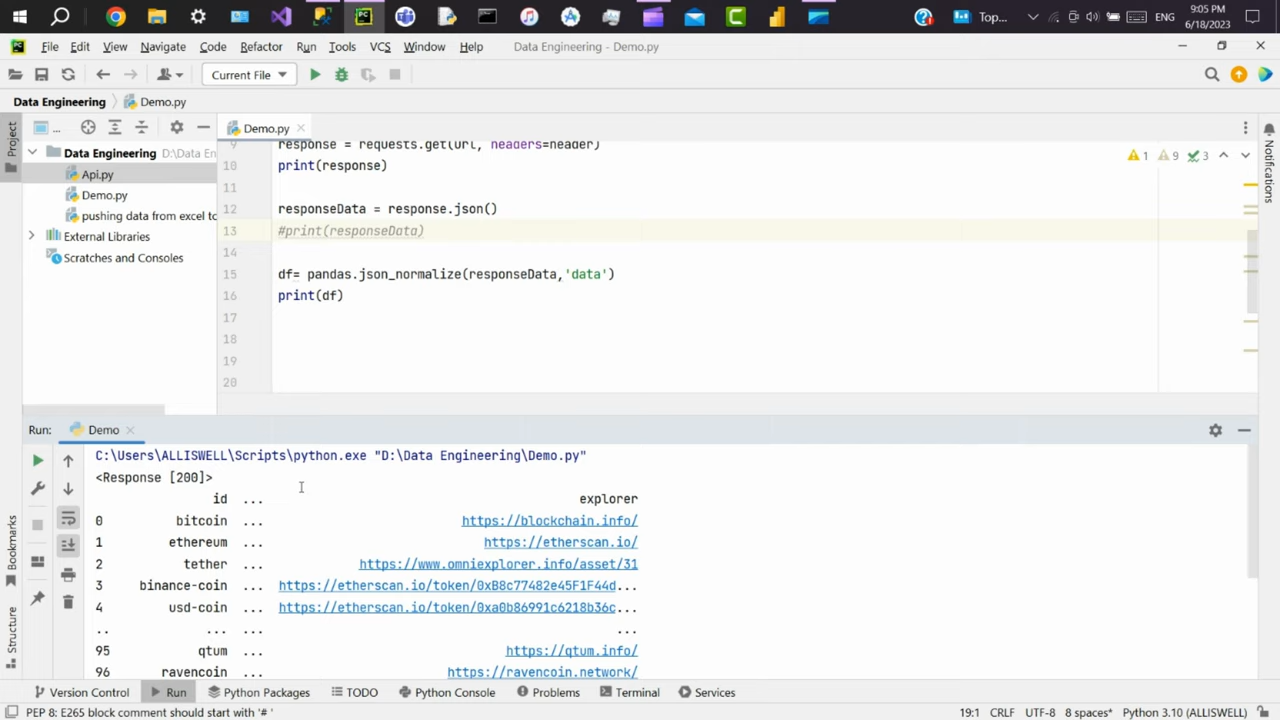 9:05 PM
Top...
ENG
6/18/2023
File Edit View Navigate Code Refactor Run Tools VCS Window Help Data Engineering - Demo.py
Current File
Data Engineering Demo.py
Project
...
Demo.py
Notifications
Data Engineering D:\Data En
Api.py
Demo.py
pushing data from excel to
External Libraries
Scratches and Consoles
1 9 3
9 response = requests.get(url, headers=header)
10 print(response)
11
12 responseData = response.json()
13 #print(responseData)
14
15 df= pandas.json_normalize(responseData,'data')
16 print(df)
17
18
19
20
Run: Demo
C:\Users\ALLISWELL\Scripts\python.exe "D:\Data Engineering\Demo.py"
<Response [200]>
id ... explorer
0 bitcoin ... https://blockchain.info/
1 ethereum ... https://etherscan.io/
2 tether ... https://www.omniexplorer.info/asset/31
3 binance-coin ... https://etherscan.io/token/0xB8c77482e45F1F44d...
4 usd-coin ... https://etherscan.io/token/0xa0b86991c6218b36c...
.. ... ... ...
95 qtum ... https://qtum.info/
96 ravencoin ... https://ravencoin.network/
Bookmarks
Structure
Version Control Run Python Packages TODO Python Console Problems Terminal Services
PEP 8: E265 block comment should start with '# ' 19:1 CRLF UTF-8 8 spaces* Python 3.10 (ALLISWELL)